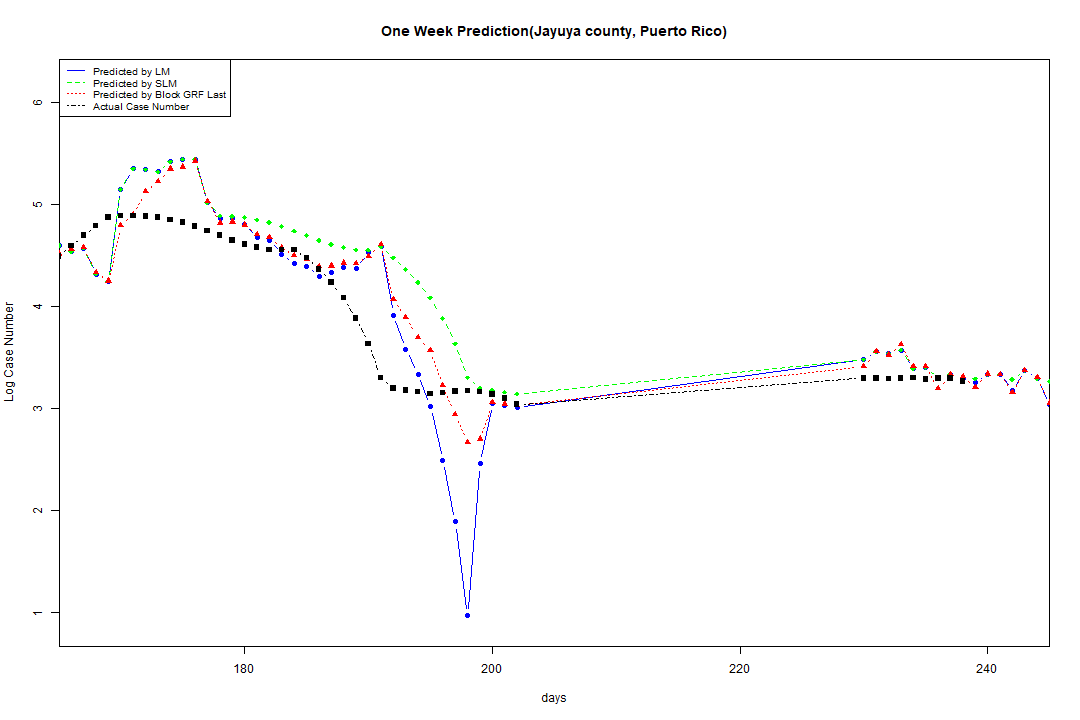 One Week Prediction(Jayuya county, Puerto Rico)
Predicted by LM
Predicted by SLM
Predicted by Block GRF Last
Actual Case Number
6
5
4
3
2
1
Log Case Number
180
200
220
240
days